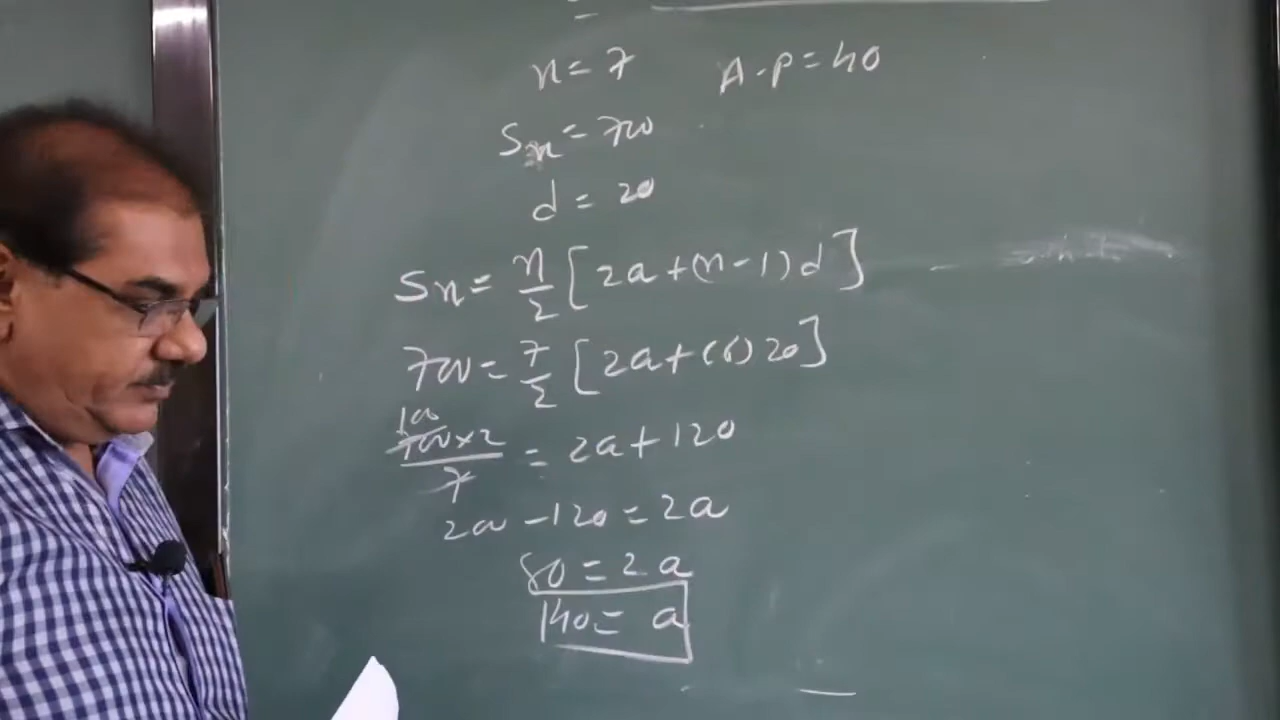 n = 7 A.P = 40
Sn = 700
d = 20
Sn = n/2 [2a + (n - 1) d]
700 = 7/2 [2a + (6) 20]
100
700 × 2 / 7 = 2a + 120
200 - 120 = 2a
80 = 2a
40 = a